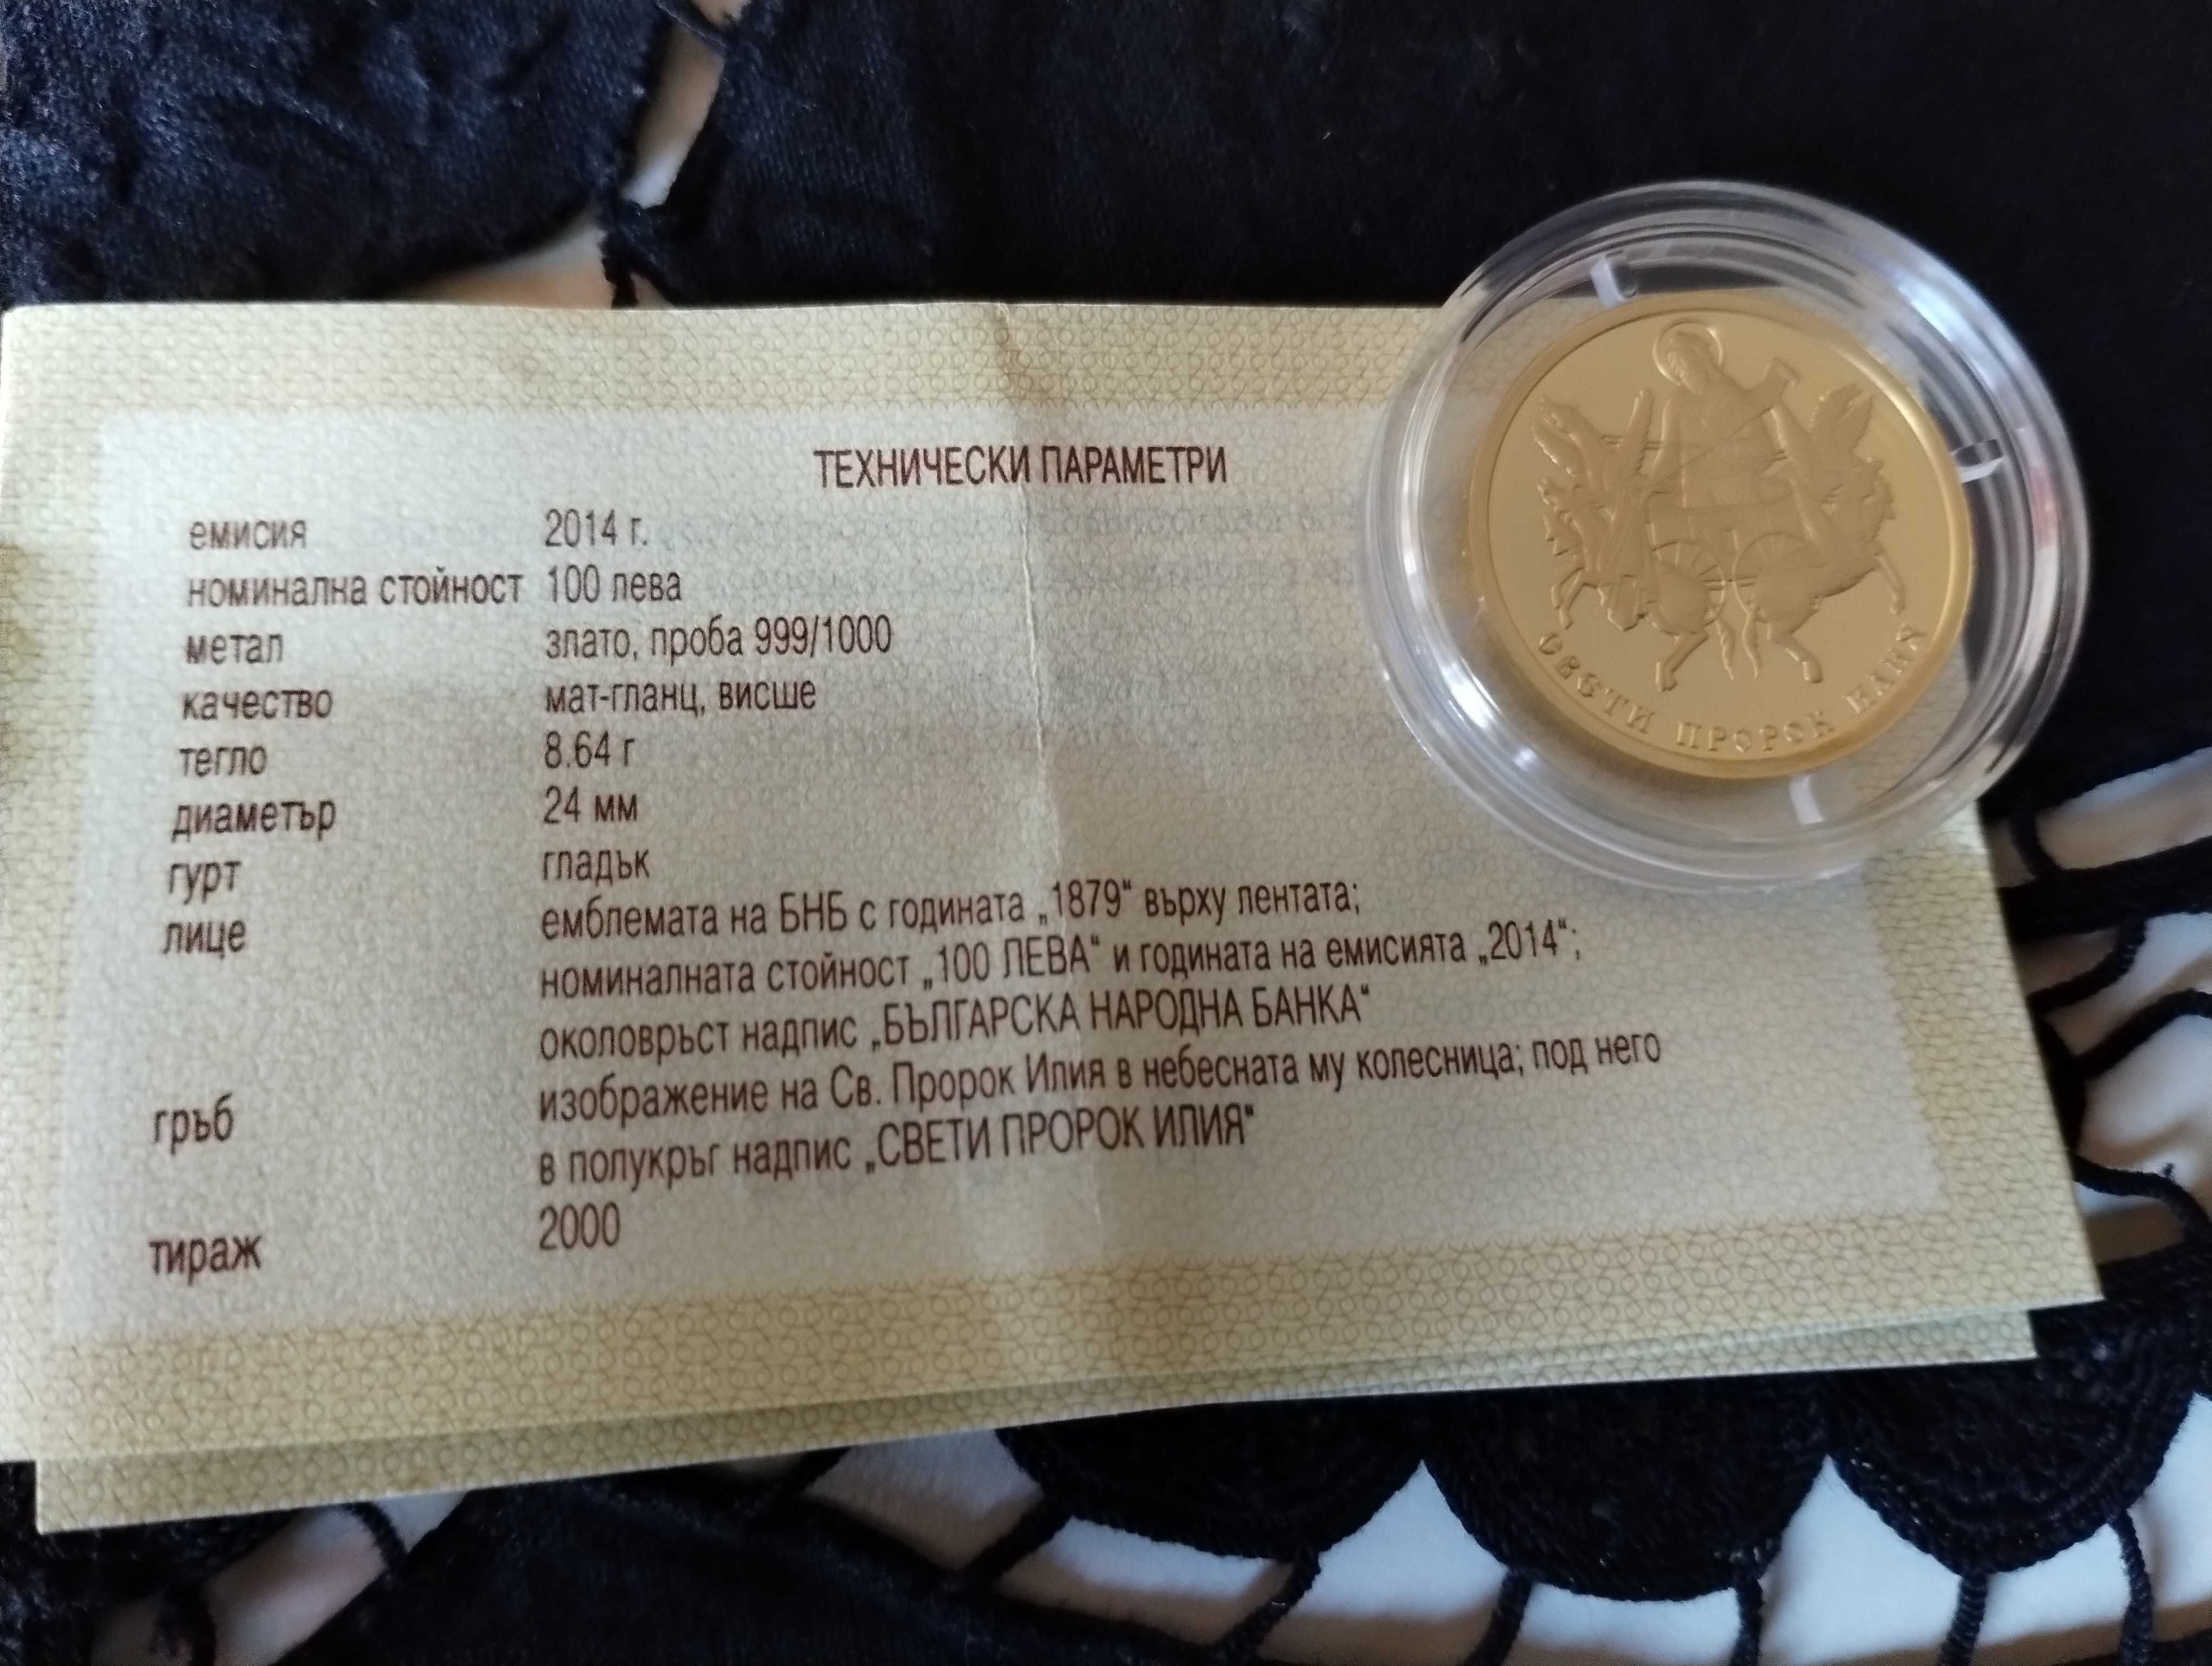 ТЕХНИЧЕСКИ ПАРАМЕТРИ
емисия 2014 г.
номинална стойност 100 лева
метал злато, проба 999/1000
качество мат-гланц, висше
тегло 8.64 г
диаметър 24 мм
гурт гладък
лице емблемата на БНБ с годината „1879“ върху лентата;
номиналната стойност „100 ЛЕВА“ и годината на емисията „2014“;
околовръст надпис „БЪЛГАРСКА НАРОДНА БАНКА“
гръб изображение на Св. Пророк Илия в небесната му колесница; под него
в полукръг надпис „СВЕТИ ПРОРОК ИЛИЯ“
тираж 2000
СВЕТИ ПРОРОК ИЛИЯ